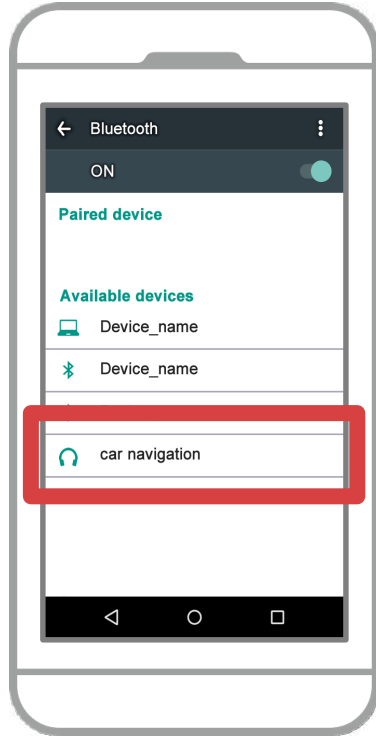 Bluetooth
ON
Paired device
Available devices
Device_name
Device_name
car navigation